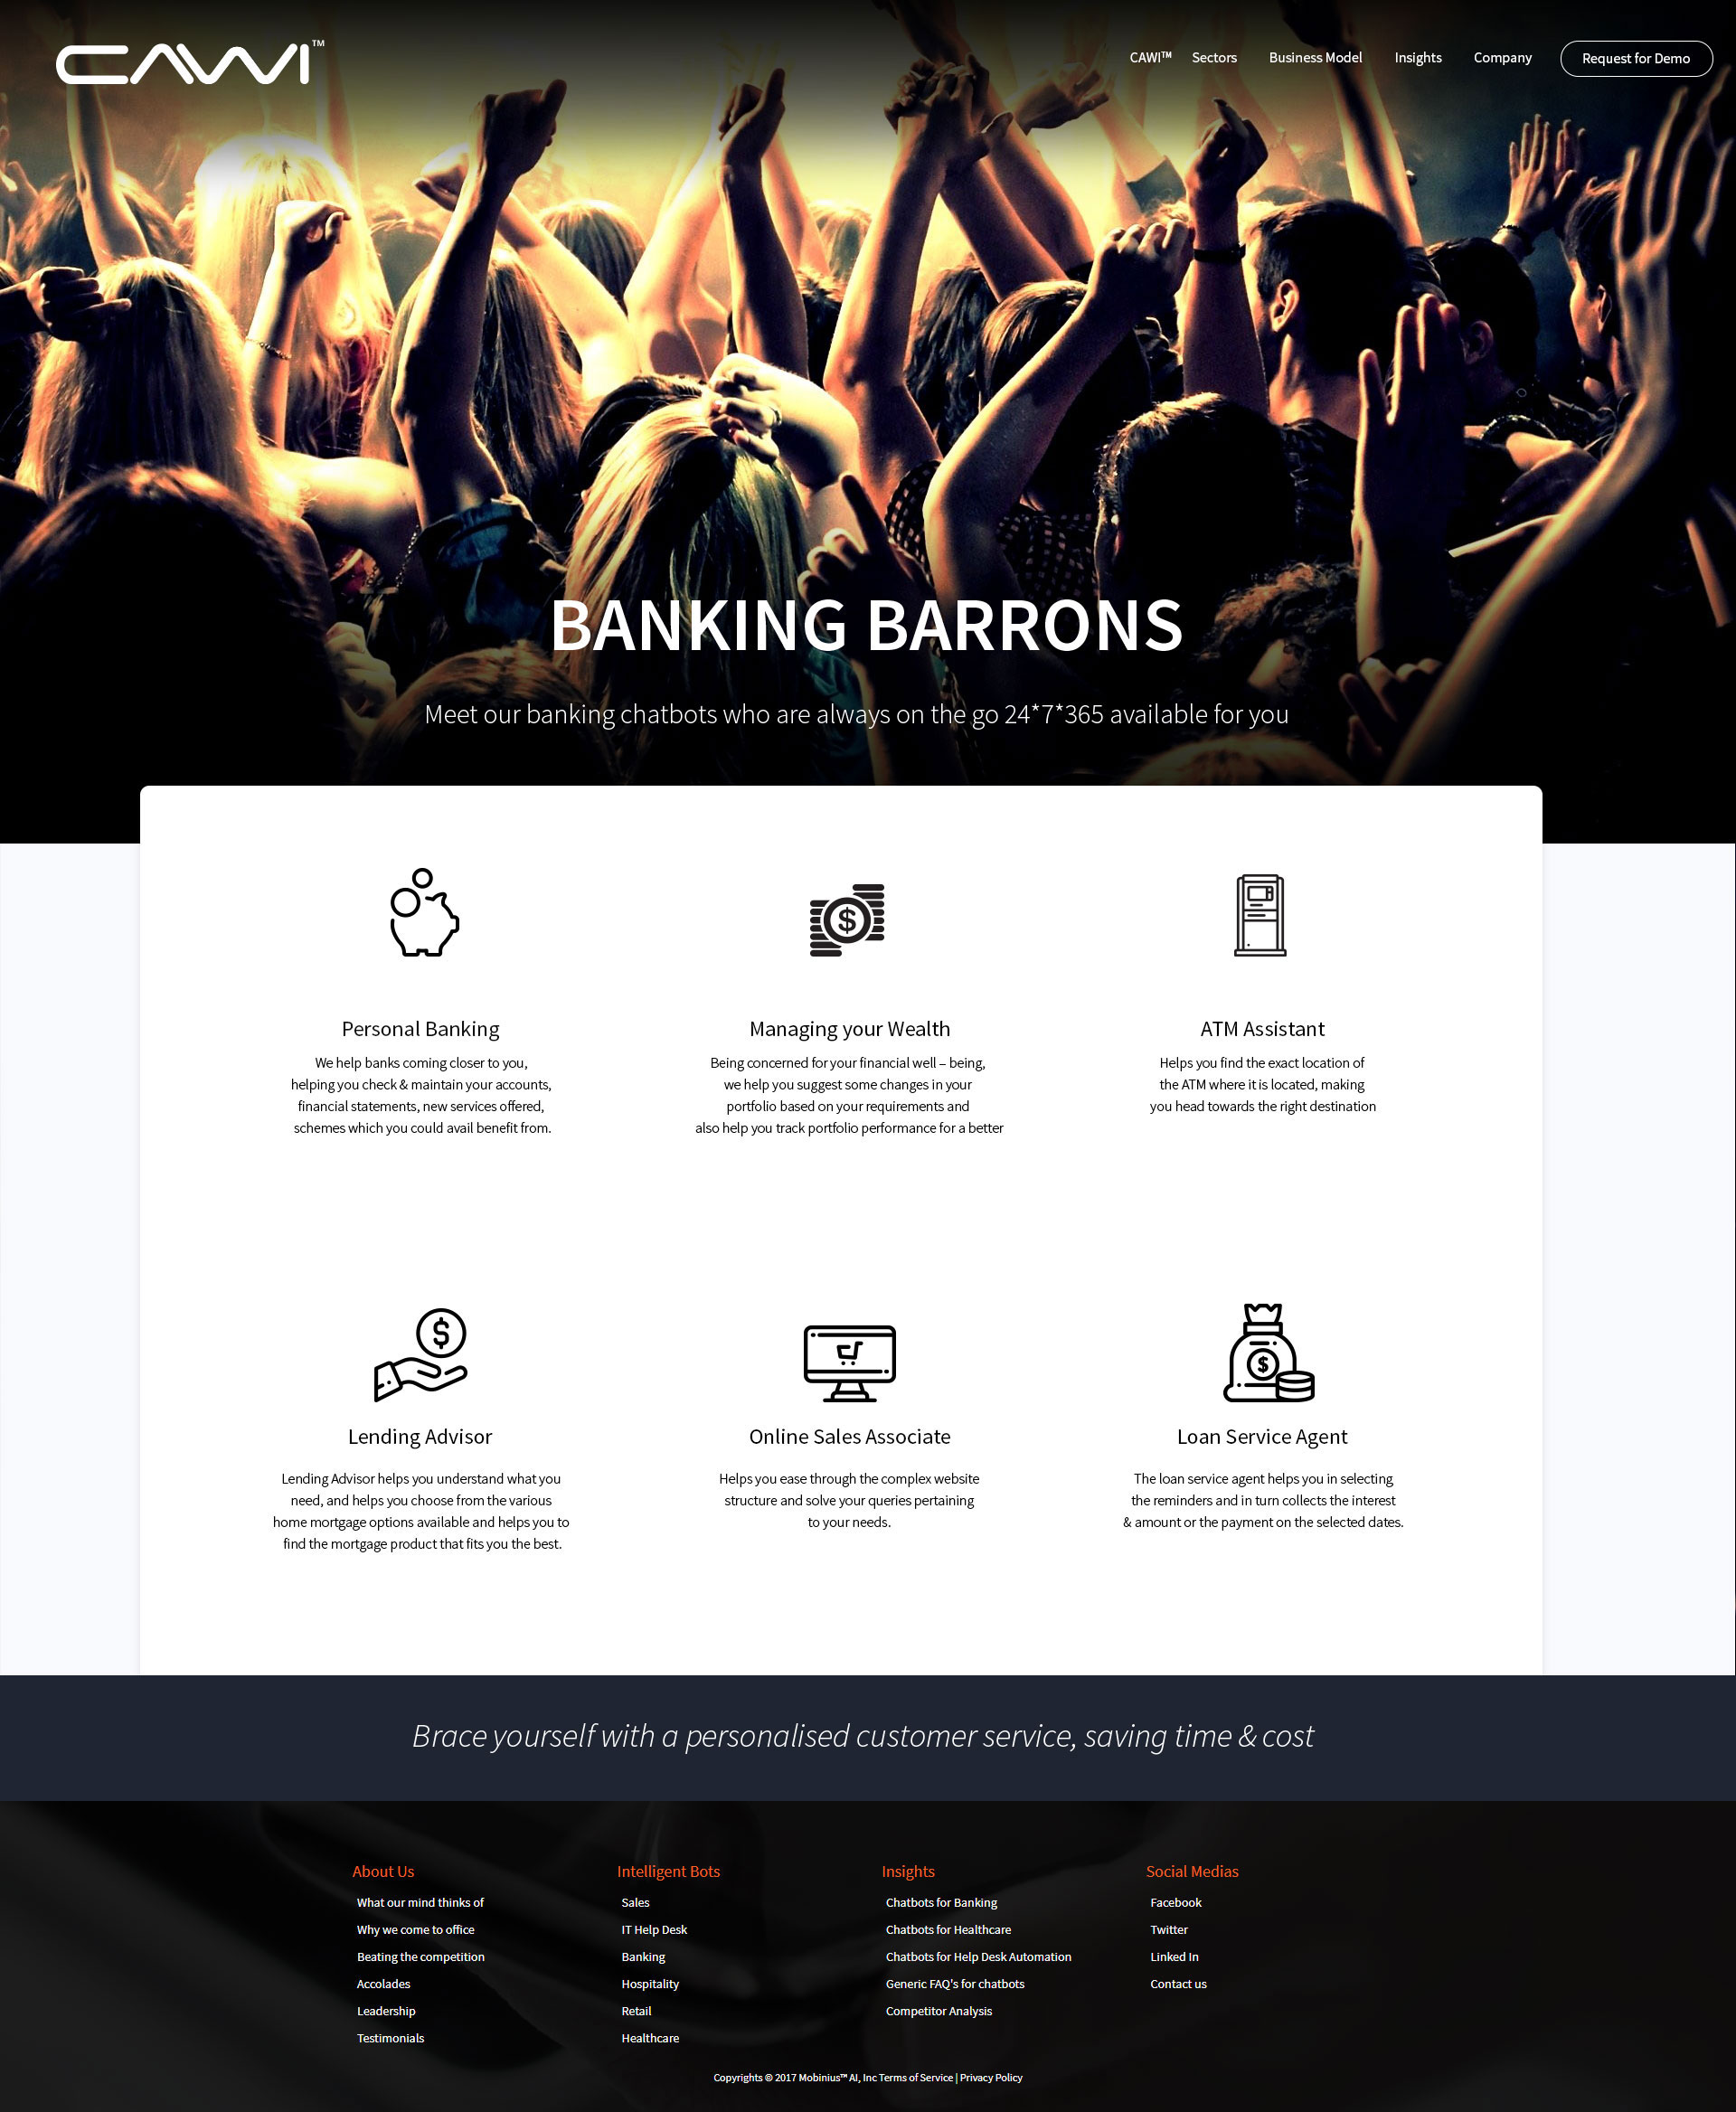 CAWI™
CAWI™ Sectors Business Model Insights Company Request for Demo
BANKING BARRONS
Meet our banking chatbots who are always on the go 24*7*365 available for you
Personal Banking
We help banks coming closer to you,
helping you check & maintain your accounts,
financial statements, new services offered,
schemes which you could avail benefit from.
Managing your Wealth
Being concerned for your financial well – being,
we help you suggest some changes in your
portfolio based on your requirements and
also help you track portfolio performance for a better
ATM Assistant
Helps you find the exact location of
the ATM where it is located, making
you head towards the right destination
Lending Advisor
Lending Advisor helps you understand what you
need, and helps you choose from the various
home mortgage options available and helps you to
find the mortgage product that fits you the best.
Online Sales Associate
Helps you ease through the complex website
structure and solve your queries pertaining
to your needs.
Loan Service Agent
The loan service agent helps you in selecting
the reminders and in turn collects the interest
& amount or the payment on the selected dates.
Brace yourself with a personalised customer service, saving time & cost
About Us
What our mind thinks of
Why we come to office
Beating the competition
Accolades
Leadership
Testimonials
Intelligent Bots
Sales
IT Help Desk
Banking
Hospitality
Retail
Healthcare
Insights
Chatbots for Banking
Chatbots for Healthcare
Chatbots for Help Desk Automation
Generic FAQ's for chatbots
Competitor Analysis
Social Medias
Facebook
Twitter
Linked In
Contact us
Copyrights © 2017 Mobinius™ AI, Inc Terms of Service | Privacy Policy